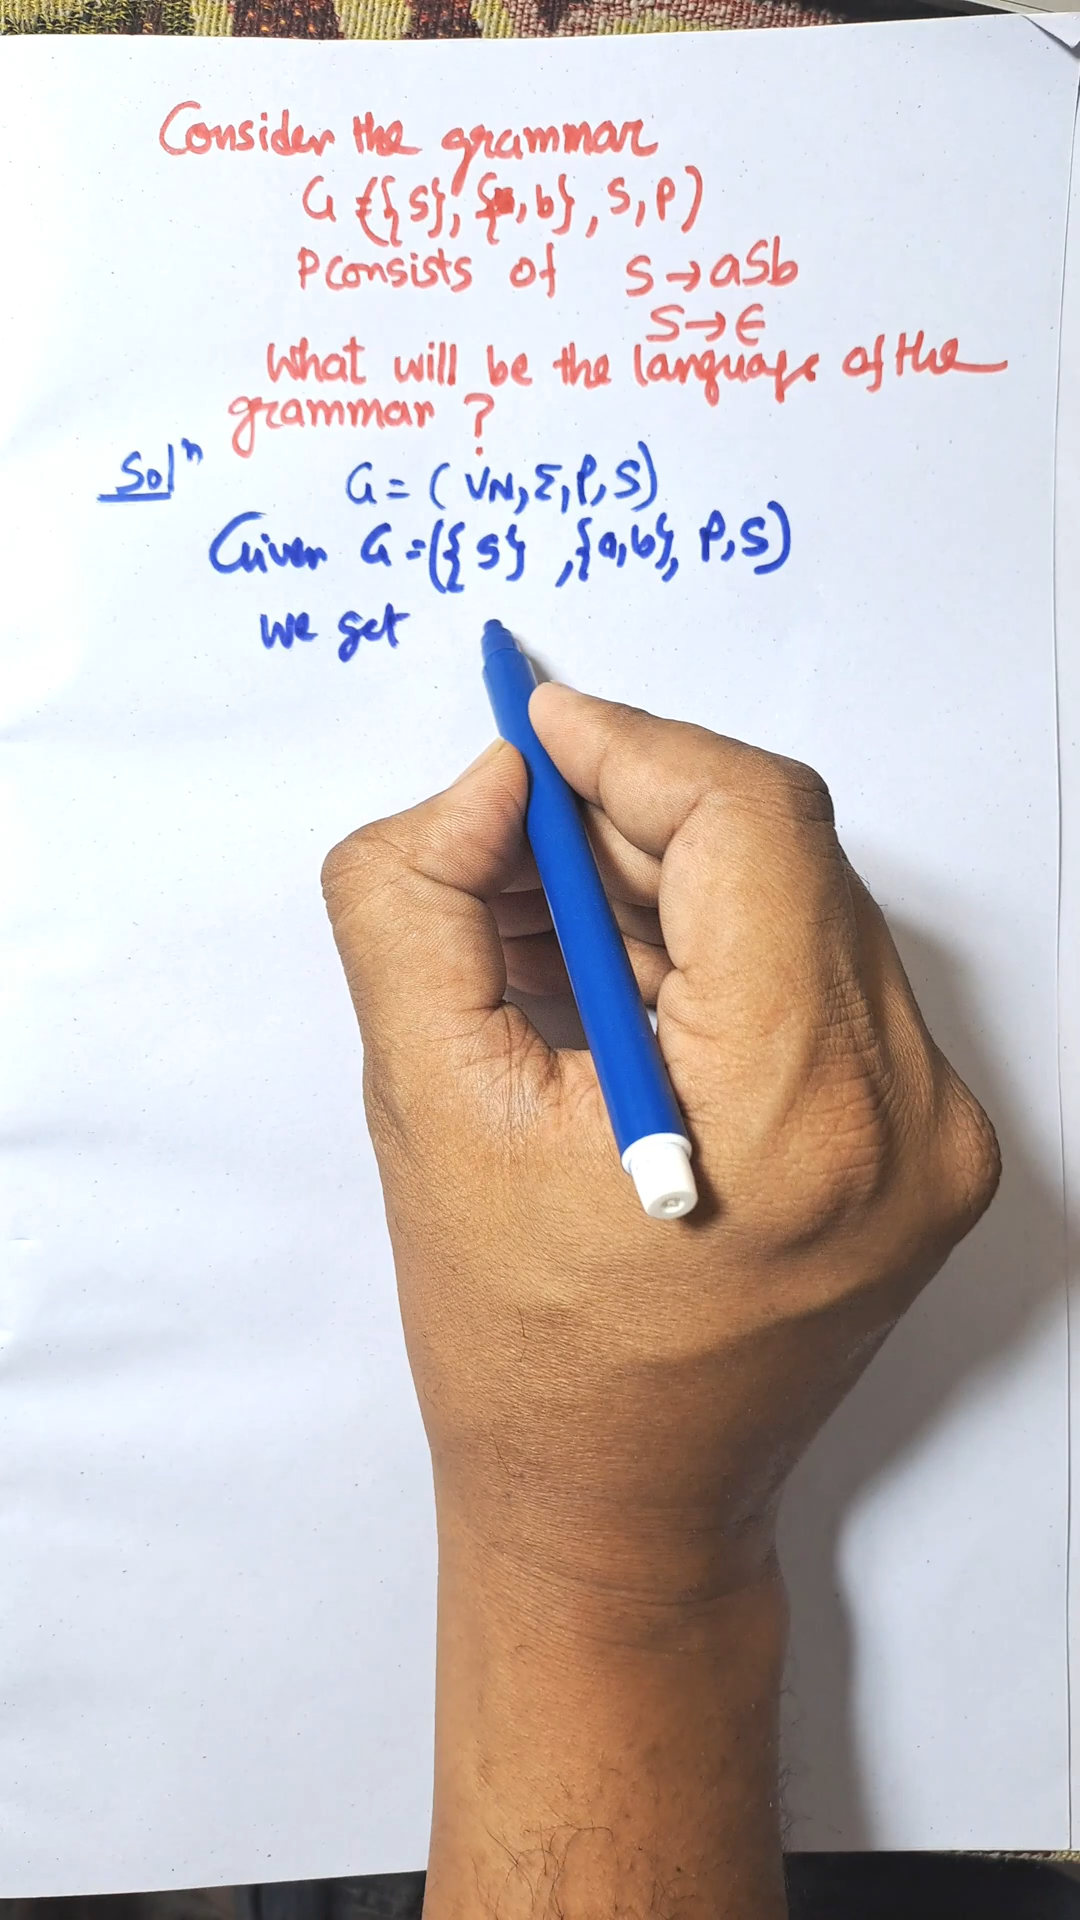 Consider the grammar
G = ({S}, {a, b}, S, P)
P consists of S → aSb
S → ε
What will be the language of the
grammar ?
Solⁿ
G = ( VN, Σ, P, S)
Given G = ({S} , {a, b}, P, S)
We get